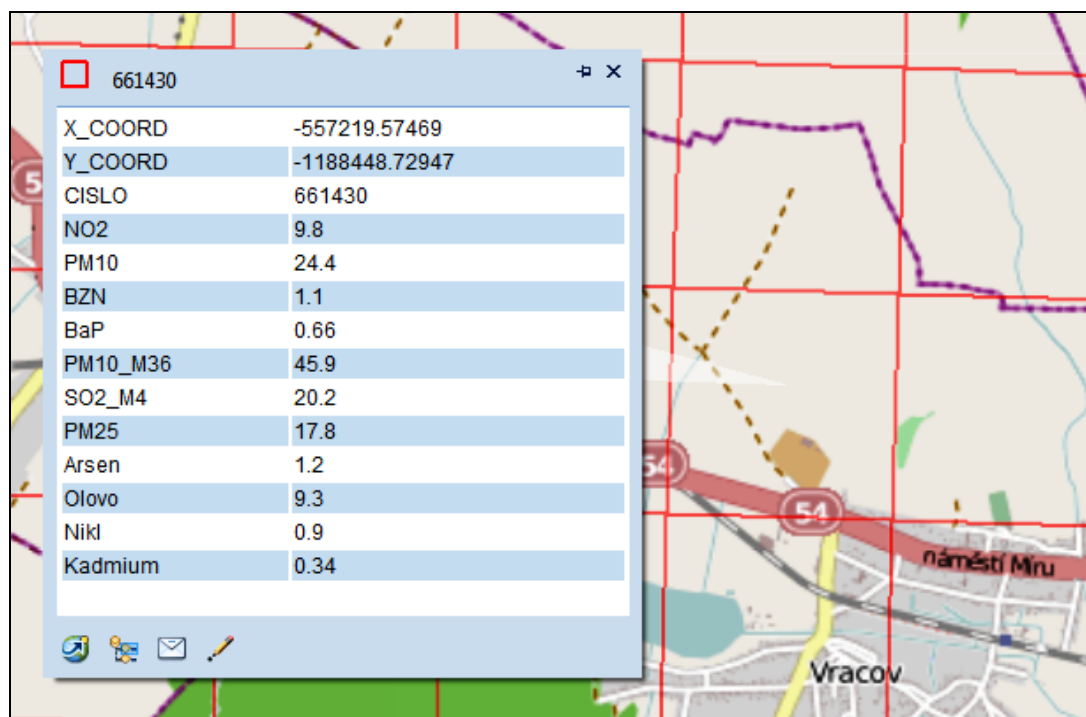 661430
X_COORD -557219.57469
Y_COORD -1188448.72947
CISLO 661430
NO2 9.8
PM10 24.4
BZN 1.1
BaP 0.66
PM10_M36 45.9
SO2_M4 20.2
PM25 17.8
Arsen 1.2
Olovo 9.3
Nikl 0.9
Kadmium 0.34
5
54
54
náměstí Míru
Vracov